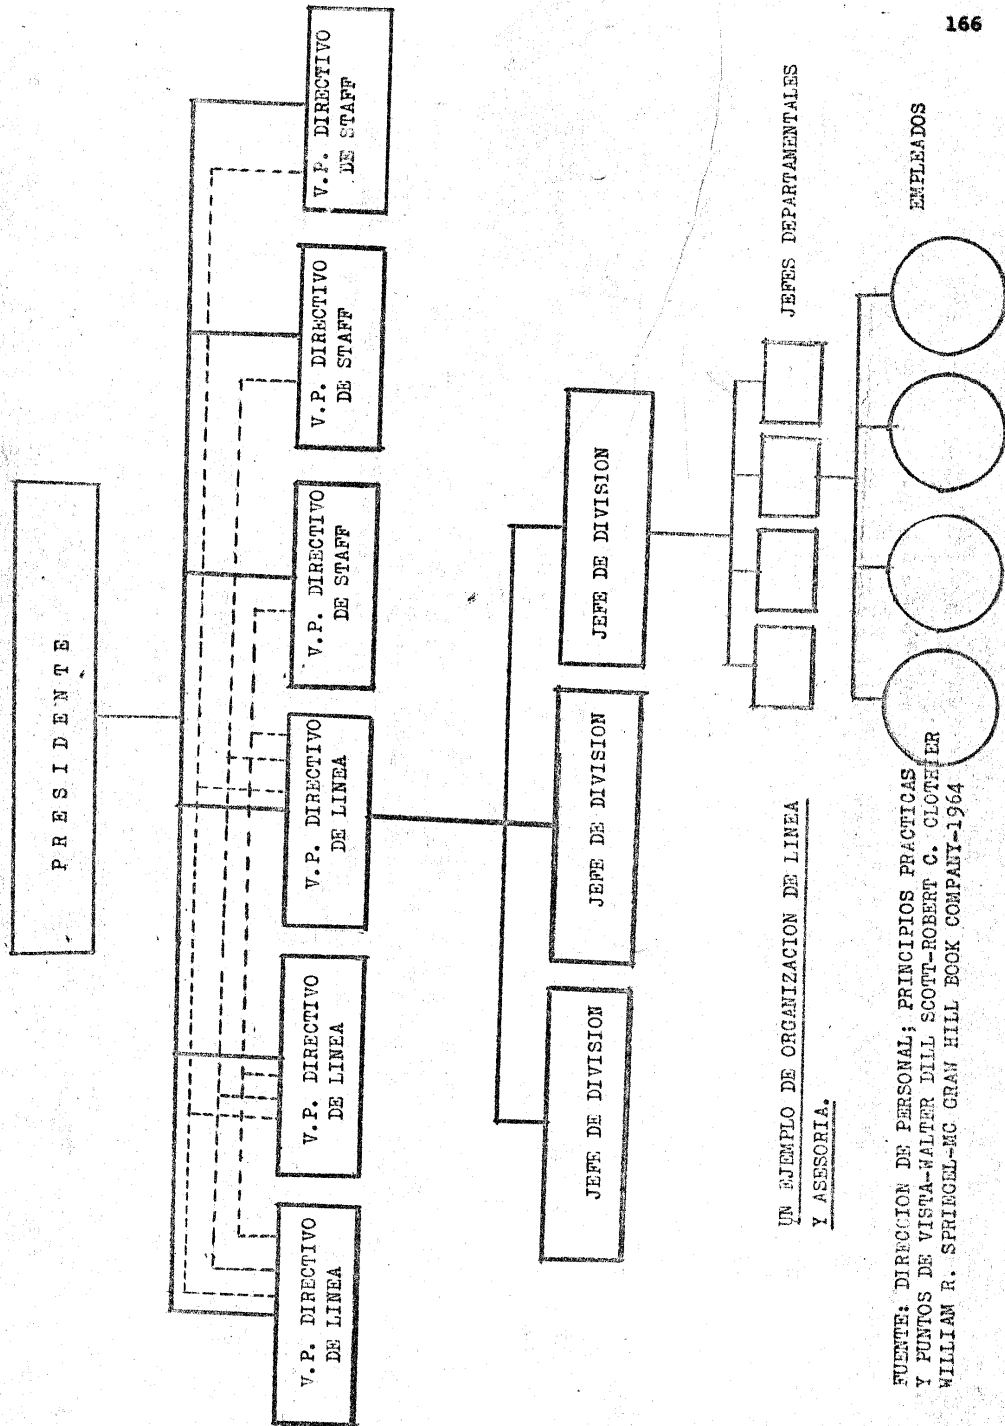 166
P R E S I D E N T E
V.P. DIRECTIVO
DE LINEA
V.P. DIRECTIVO
DE LINEA
V.P. DIRECTIVO
DE LINEA
V.P. DIRECTIVO
DE STAFF
V.P. DIRECTIVO
DE STAFF
V.P. DIRECTIVO
DE STAFF
JEFE DE DIVISION
JEFE DE DIVISION
JEFE DE DIVISION
JEFES DEPARTAMENTALES
EMPLEADOS
UN EJEMPLO DE ORGANIZACION DE LINEA
Y ASESORIA.
FUENTE: DIRECCION DE PERSONAL; PRINCIPIOS PRACTICAS
Y PUNTOS DE VISTA-WALTER DILL SCOTT-ROBERT C. CLOTHIER
WILLIAM R. SPRIEGEL-MC GRAW HILL BOOK COMPANY-1964